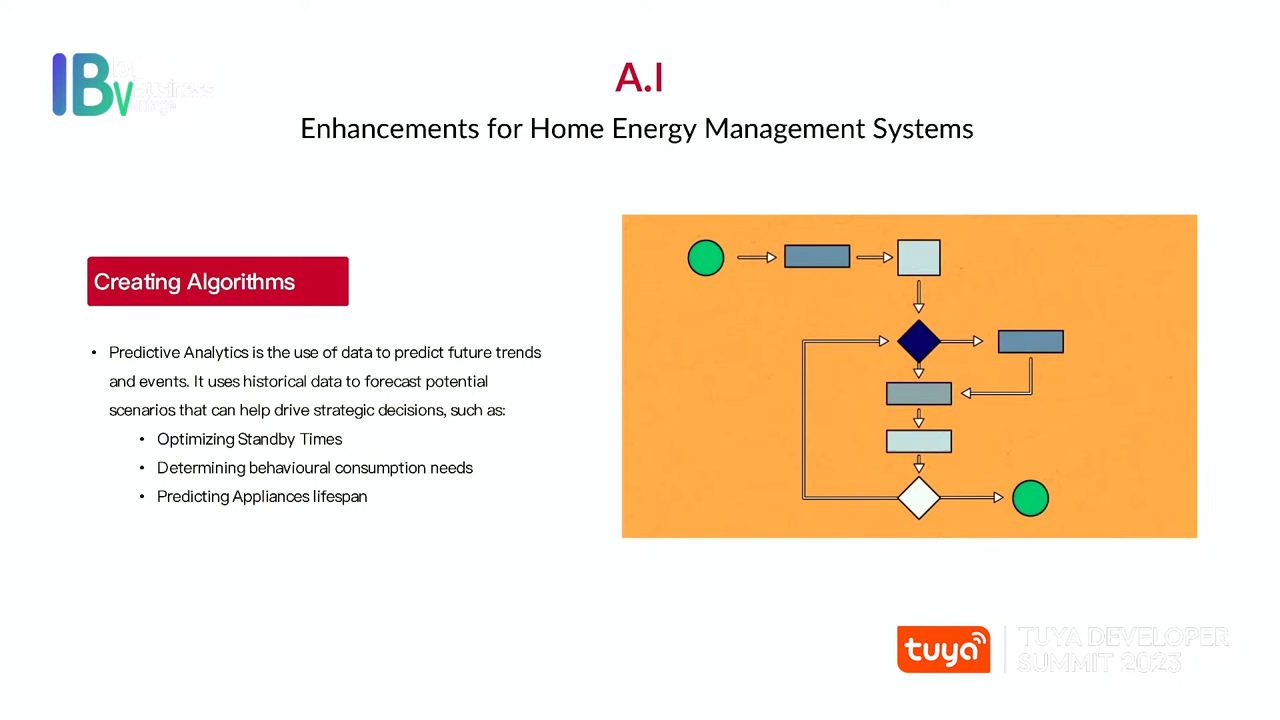 IBV
Business
A.I
Enhancements for Home Energy Management Systems
Creating Algorithms
• Predictive Analytics is the use of data to predict future trends
and events. It uses historical data to forecast potential
scenarios that can help drive strategic decisions, such as:
• Optimizing Standby Times
• Determining behavioural consumption needs
• Predicting Appliances lifespan
tuya
TUYA DEVELOPER
SUMMIT 2023